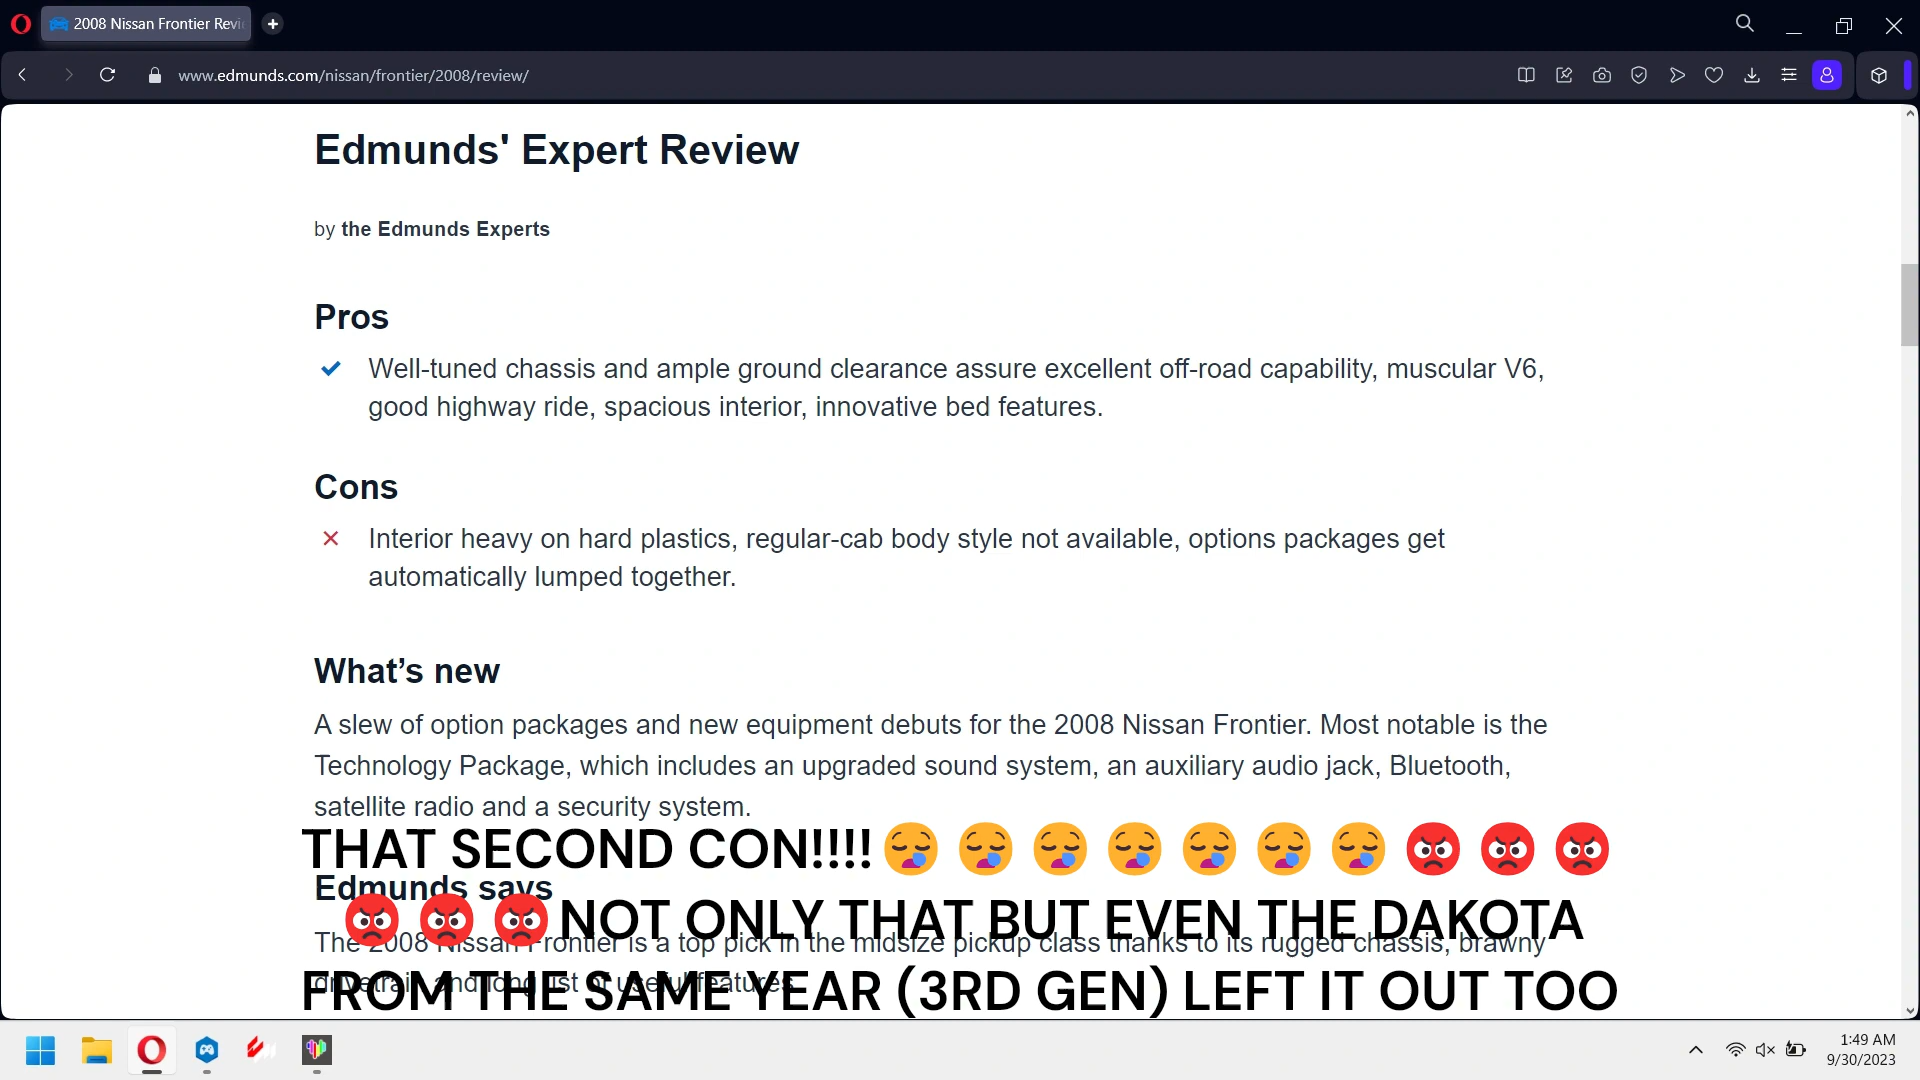 2008 Nissan Frontier Revi
www.edmunds.com/nissan/frontier/2008/review/
Edmunds' Expert Review
by the Edmunds Experts
Pros
Well-tuned chassis and ample ground clearance assure excellent off-road capability, muscular V6,
good highway ride, spacious interior, innovative bed features.
Cons
Interior heavy on hard plastics, regular-cab body style not available, options packages get
automatically lumped together.
What’s new
A slew of option packages and new equipment debuts for the 2008 Nissan Frontier. Most notable is the
Technology Package, which includes an upgraded sound system, an auxiliary audio jack, Bluetooth,
satellite radio and a security system.
THAT SECOND CON!!!!😪😪😪😪😪😪😪😡😡😡
Edmunds says
😡😡😡NOT ONLY THAT BUT EVEN THE DAKOTA
The 2008 Nissan Frontier is a top pick in the midsize pickup class thanks to its rugged chassis, brawny
FROM THE SAME YEAR (3RD GEN) LEFT IT OUT TOO
drivetrain and long list of useful features.
1:49 AM
9/30/2023